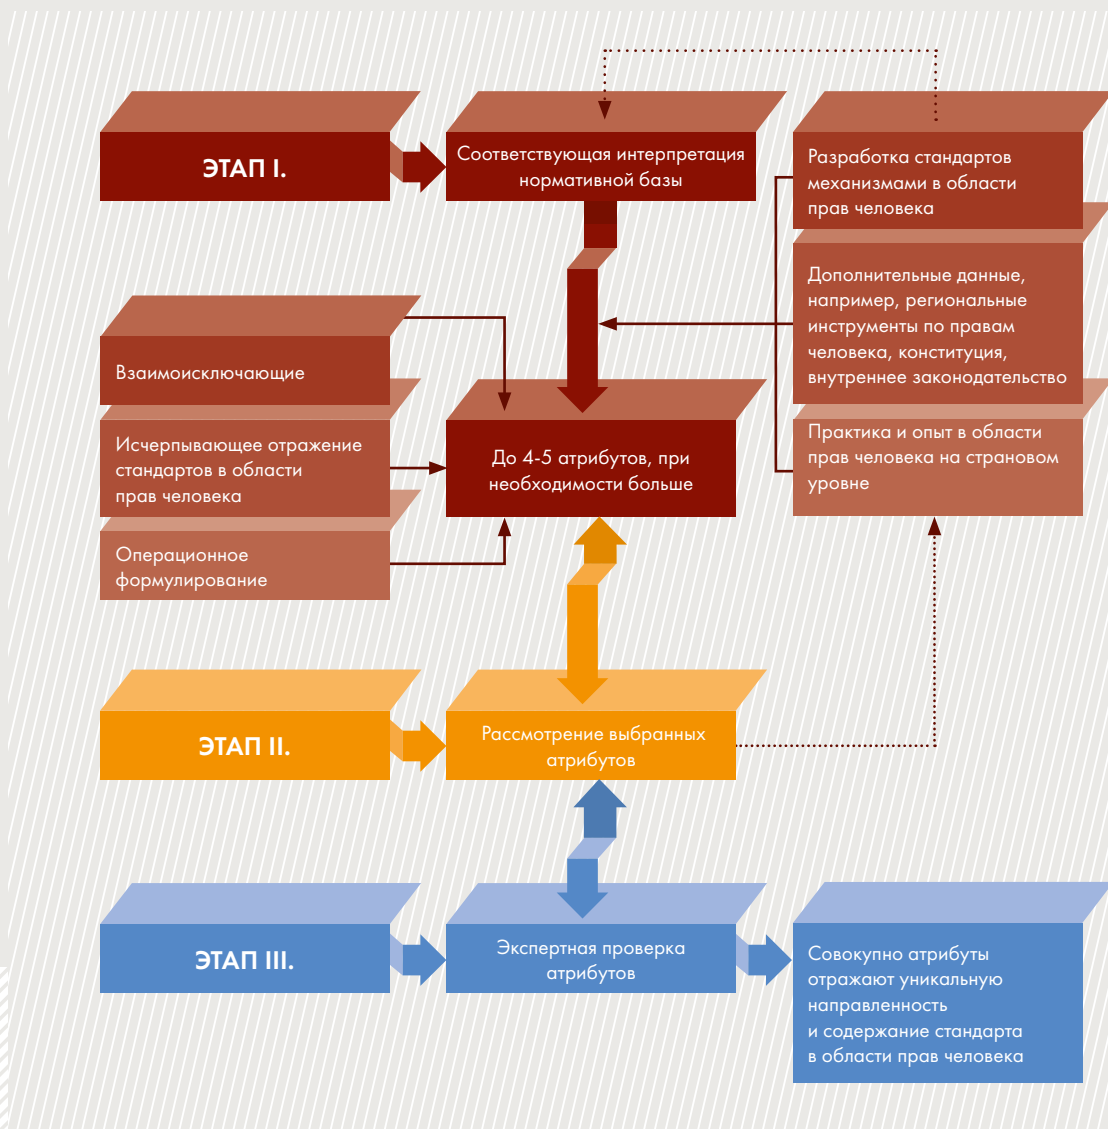 ЭТАП I.
Соответствующая интерпретация
нормативной базы
Разработка стандартов
механизмами в области
прав человека
Дополнительные данные,
например, региональные
инструменты по правам
человека, конституция,
внутреннее законодательство
Практика и опыт в области
прав человека на страновом
уровне
Взаимоисключающие
Исчерпывающее отражение
стандартов в области
прав человека
Операционное
формулирование
До 4-5 атрибутов, при
необходимости больше
ЭТАП II.
Рассмотрение выбранных
атрибутов
ЭТАП III.
Экспертная проверка
атрибутов
Совокупно атрибуты
отражают уникальную
направленность
и содержание стандарта
в области прав человека